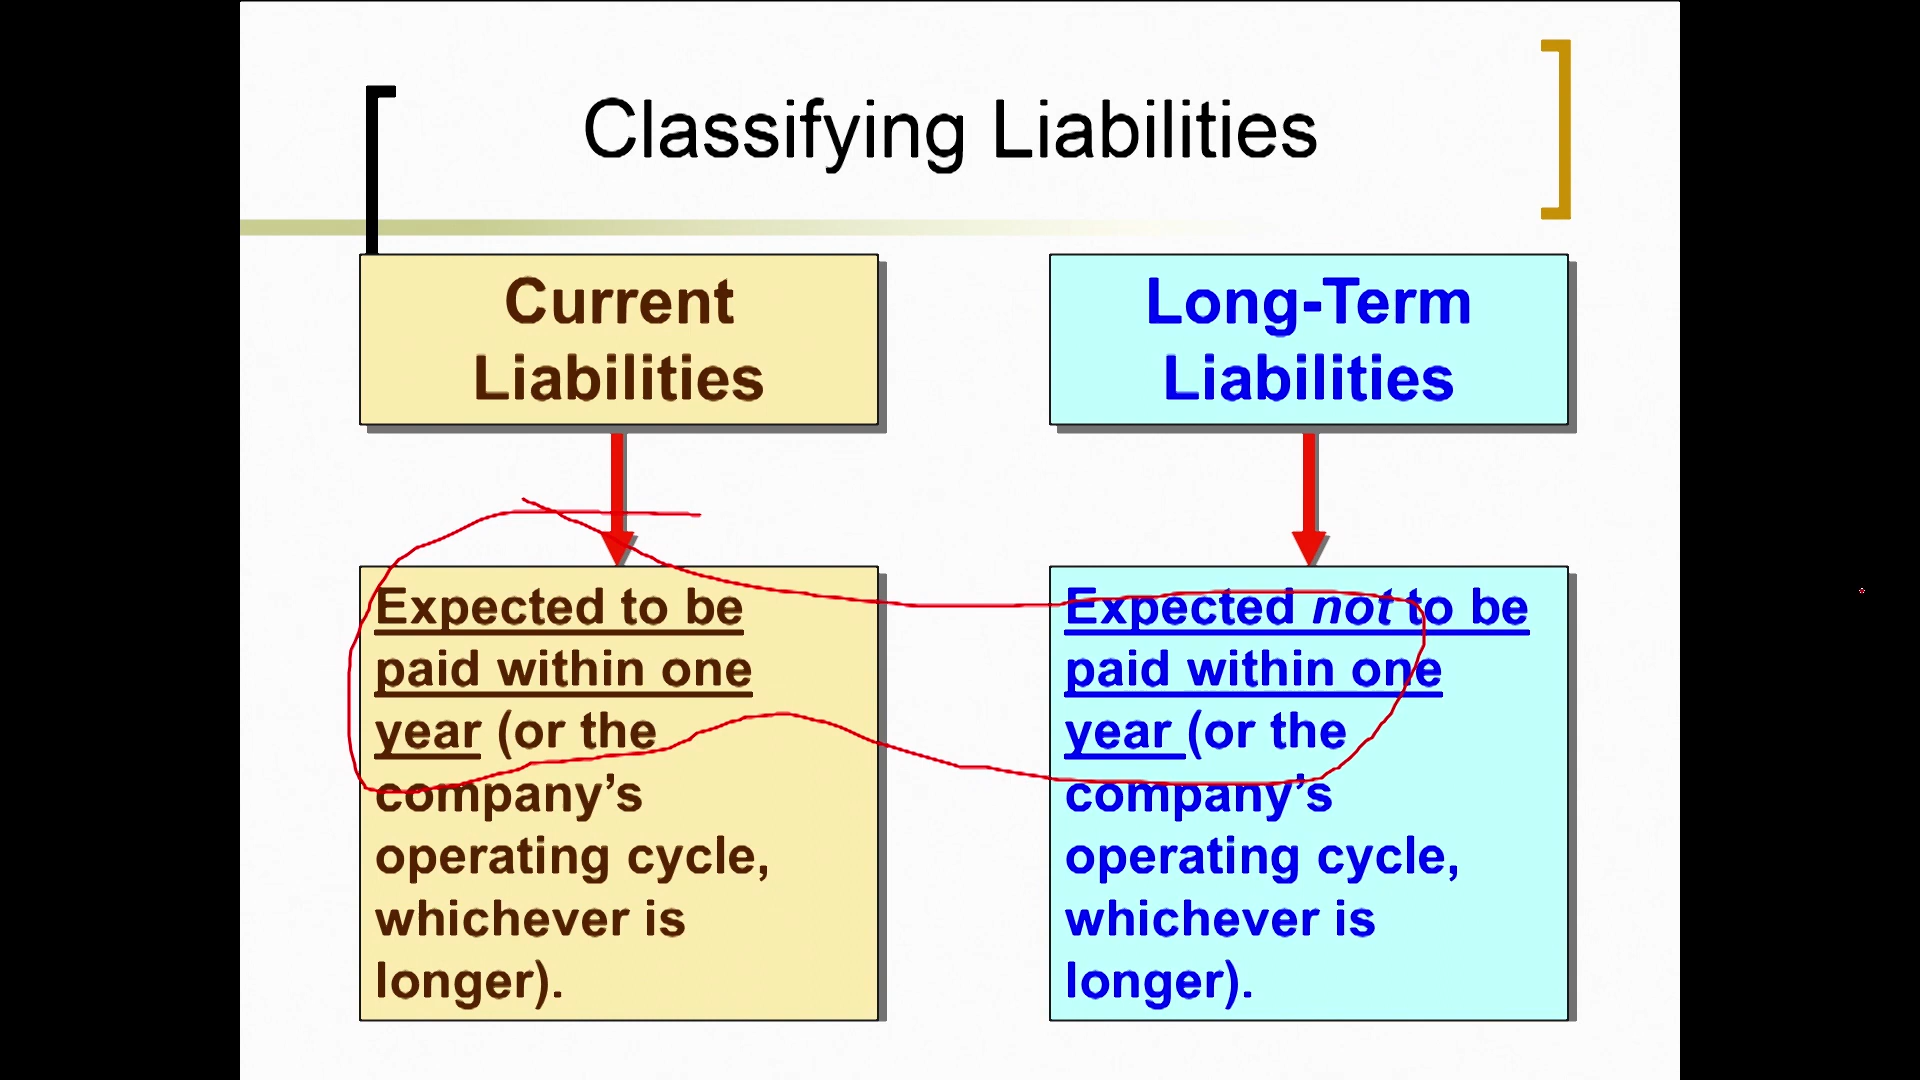 Classifying Liabilities
Current
Liabilities
Expected to be
paid within one
year (or the
company’s
operating cycle,
whichever is
longer).
Long-Term
Liabilities
Expected not to be
paid within one
year (or the
company’s
operating cycle,
whichever is
longer).